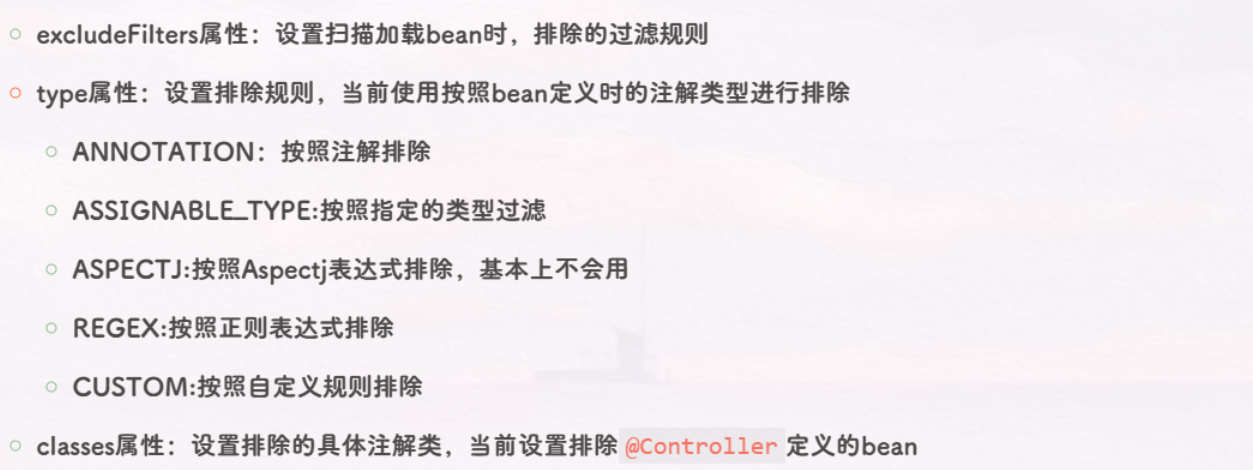 excludeFilters属性：设置扫描加载bean时，排除的过滤规则
type属性：设置排除规则，当前使用按照bean定义时的注解类型进行排除
ANNOTATION：按照注解排除
ASSIGNABLE_TYPE:按照指定的类型过滤
ASPECTJ:按照Aspectj表达式排除，基本上不会用
REGEX:按照正则表达式排除
CUSTOM:按照自定义规则排除
classes属性：设置排除的具体注解类，当前设置排除 @Controller 定义的bean